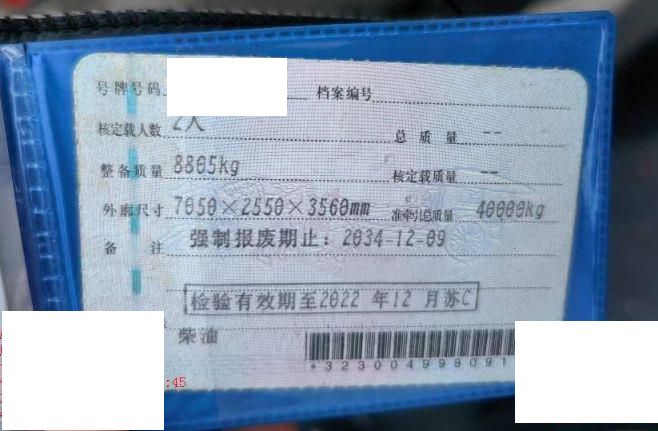 号牌号码 档案编号
核定载人数 2人 总质量 --
整备质量 8805kg 核定载质量 --
外廓尺寸 7050×2550×3560mm 准牵引总质量 40000kg
备注 强制报废期止：2034-12-09
检验有效期至2022 年12 月苏C
柴油
*323004998091
:45